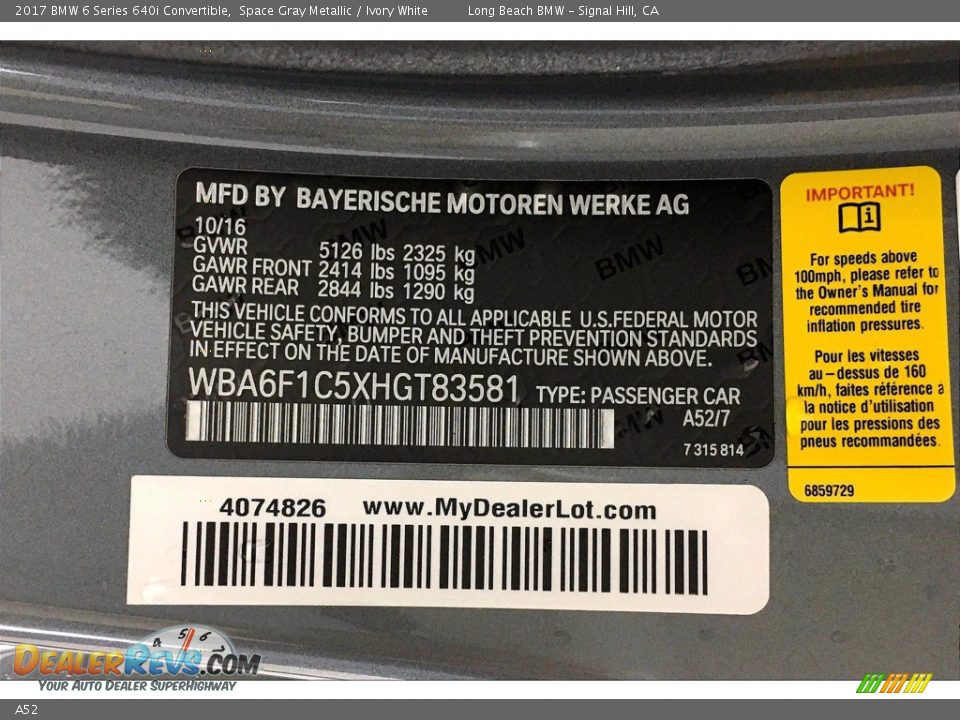 2017 BMW 6 Series 640i Convertible, Space Gray Metallic / Ivory White Long Beach BMW - Signal Hill, CA
MFD BY BAYERISCHE MOTOREN WERKE AG
10/16
GVWR 5126 lbs 2325 kg
GAWR FRONT 2414 lbs 1095 kg
GAWR REAR 2844 lbs 1290 kg
THIS VEHICLE CONFORMS TO ALL APPLICABLE U.S.FEDERAL MOTOR
VEHICLE SAFETY, BUMPER AND THEFT PREVENTION STANDARDS
IN EFFECT ON THE DATE OF MANUFACTURE SHOWN ABOVE.
WBA6F1C5XHGT83581 TYPE: PASSENGER CAR
A52/7
7 315 814
IMPORTANT!
For speeds above
100mph, please refer to
the Owner's Manual for
recommended tire
inflation pressures.
Pour les vitesses
au-dessus de 160
km/h, faites référence à
la notice d'utilisation
pour les pressions des
pneus recommandées.
6859729
4074826 www.MyDealerLot.com
4 5 6
DealerRevs.com
Your Auto Dealer SuperHighway
A52